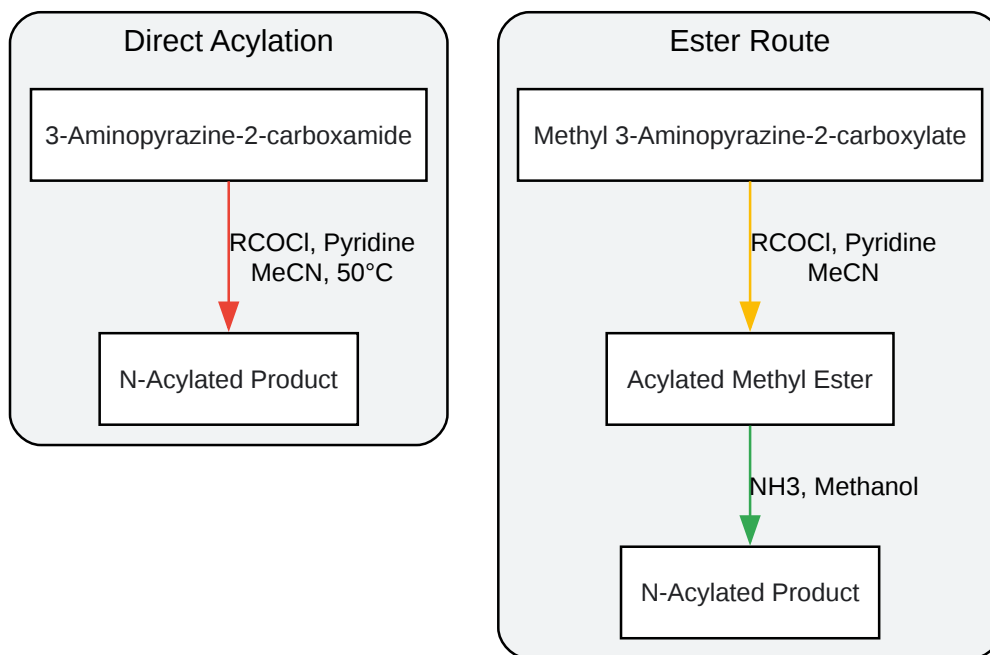 Direct Acylation
3-Aminopyrazine-2-carboxamide
RCOCl, Pyridine
MeCN, 50°C
N-Acylated Product
Ester Route
Methyl 3-Aminopyrazine-2-carboxylate
RCOCl, Pyridine
MeCN
Acylated Methyl Ester
NH3, Methanol
N-Acylated Product